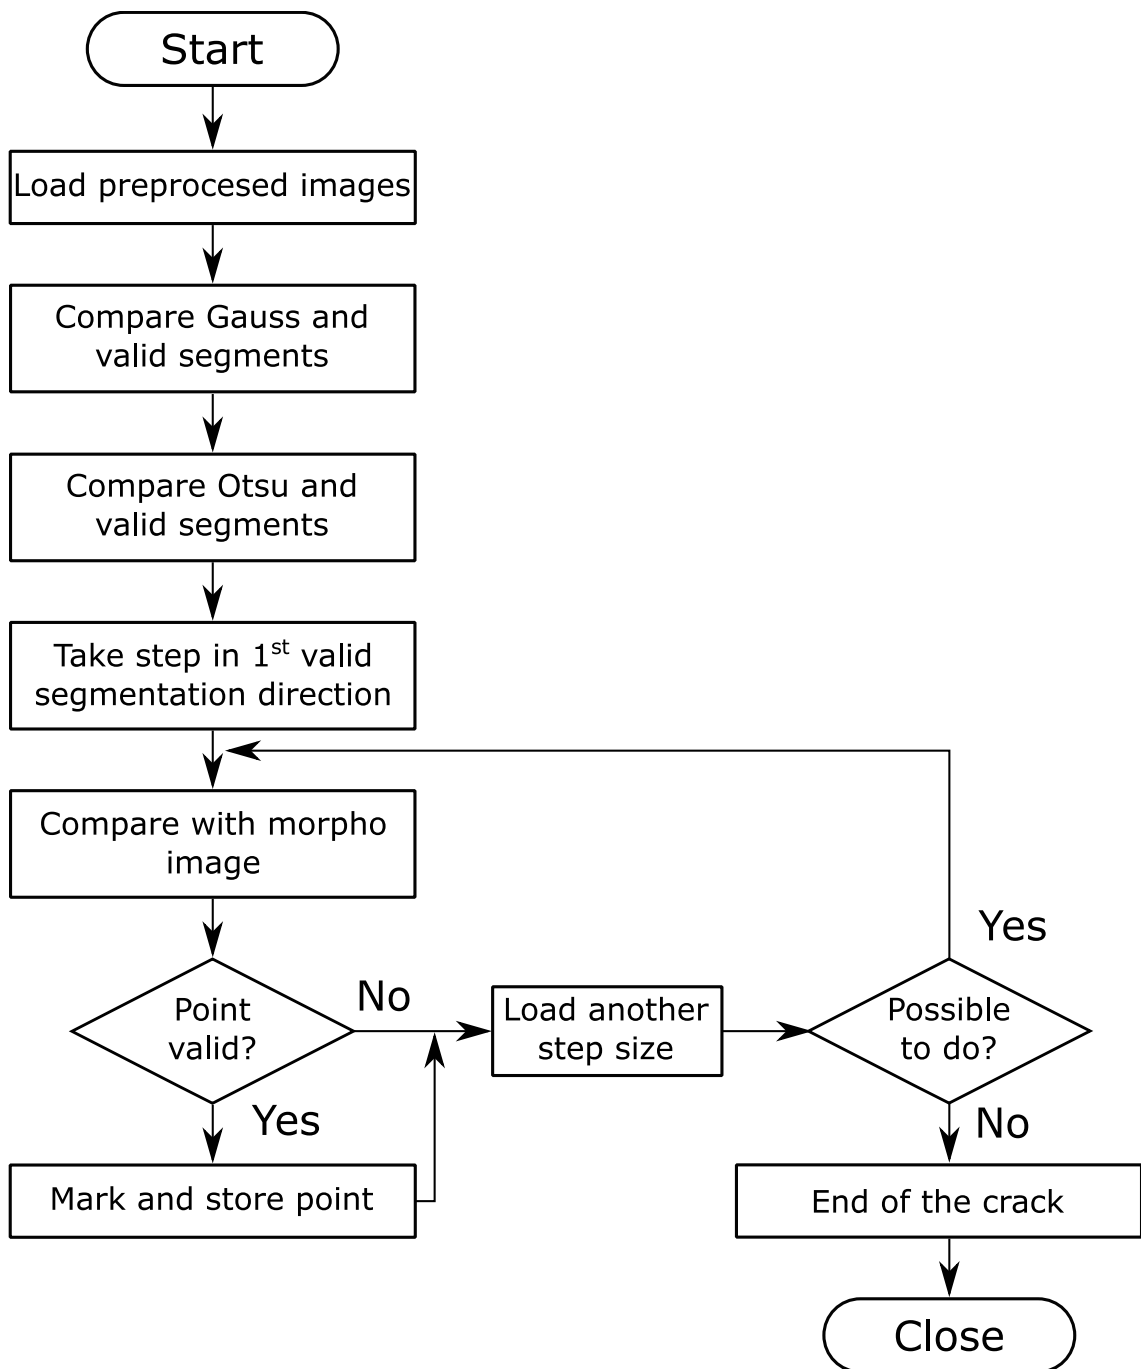 Start
Load preprocesed images
Compare Gauss and
valid segments
Compare Otsu and
valid segments
Take step in 1st valid
segmentation direction
Compare with morpho
image
Point
valid?
No
Yes
Mark and store point
Load another
step size
Possible
to do?
Yes
No
End of the crack
Close